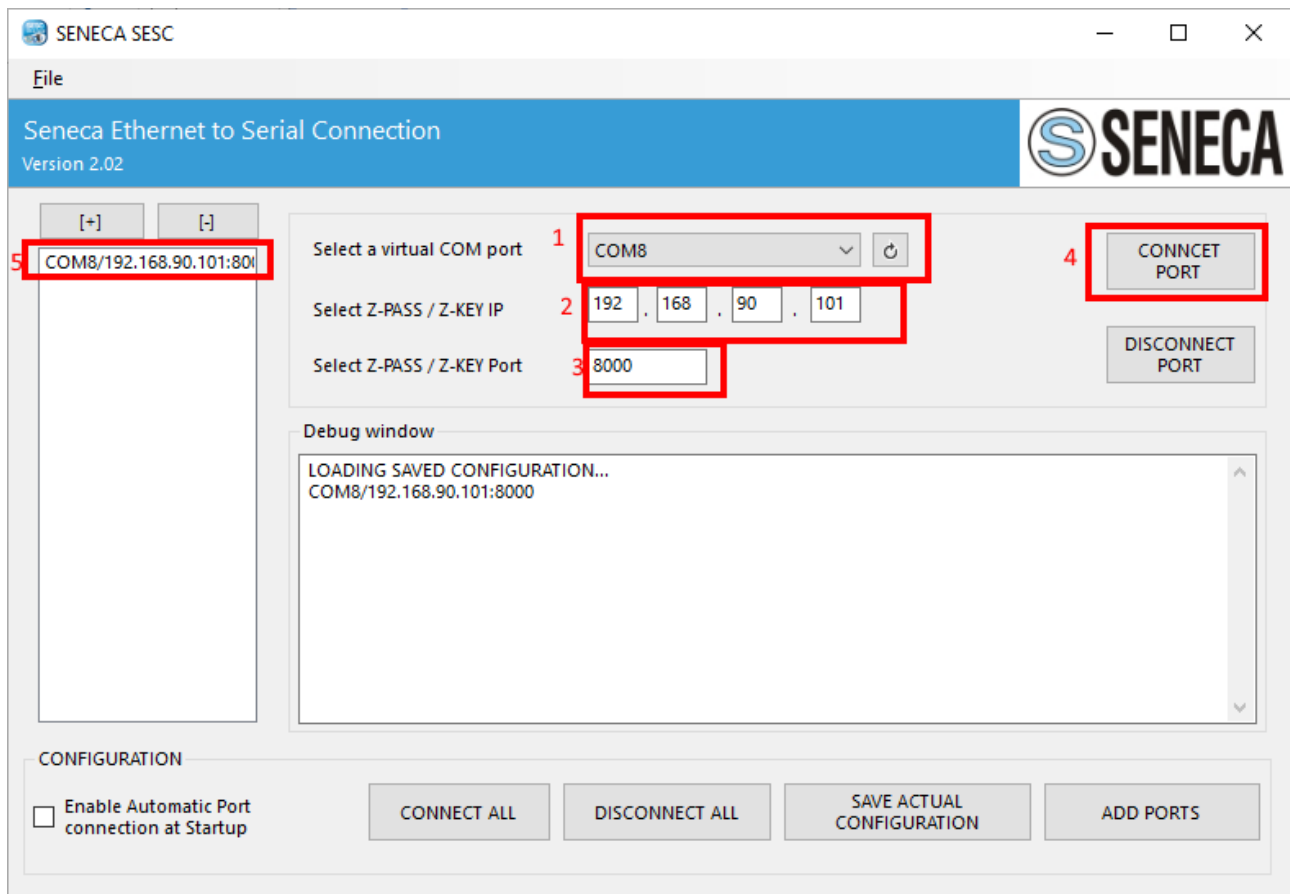 SENECA SESC
File
Seneca Ethernet to Serial Connection
Version 2.02
SENECA
[+]
[-]
5
COM8/192.168.90.101:800
Select a virtual COM port
1
COM8
4
CONNCET
PORT
Select Z-PASS / Z-KEY IP
2
192 . 168 . 90 . 101
Select Z-PASS / Z-KEY Port
3
8000
DISCONNECT
PORT
Debug window
LOADING SAVED CONFIGURATION...
COM8/192.168.90.101:8000
CONFIGURATION
Enable Automatic Port
connection at Startup
CONNECT ALL
DISCONNECT ALL
SAVE ACTUAL
CONFIGURATION
ADD PORTS